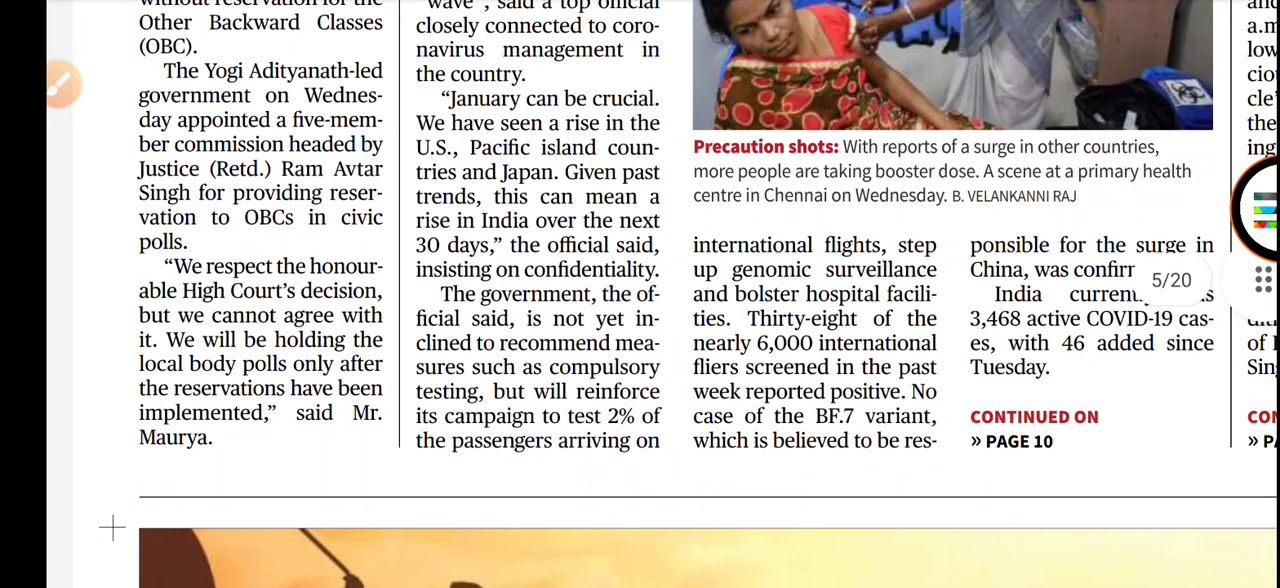 without reservation for the
Other Backward Classes
(OBC).
The Yogi Adityanath-led
government on Wednes-
day appointed a five-mem-
ber commission headed by
Justice (Retd.) Ram Avtar
Singh for providing reser-
vation to OBCs in civic
polls.
“We respect the honour-
able High Court’s decision,
but we cannot agree with
it. We will be holding the
local body polls only after
the reservations have been
implemented,” said Mr.
Maurya.
wave”, said a top official
closely connected to coro-
navirus management in
the country.
“January can be crucial.
We have seen a rise in the
U.S., Pacific island coun-
tries and Japan. Given past
trends, this can mean a
rise in India over the next
30 days,” the official said,
insisting on confidentiality.
The government, the of-
ficial said, is not yet in-
clined to recommend mea-
sures such as compulsory
testing, but will reinforce
its campaign to test 2% of
the passengers arriving on
Precaution shots: With reports of a surge in other countries,
more people are taking booster dose. A scene at a primary health
centre in Chennai on Wednesday. B. VELANKANNI RAJ
international flights, step
up genomic surveillance
and bolster hospital facili-
ties. Thirty-eight of the
nearly 6,000 international
fliers screened in the past
week reported positive. No
case of the BF.7 variant,
which is believed to be res-
ponsible for the surge in
China, was confir
India
3,468 active COVID-19 cas-
es, with 46 added since
Tuesday.
CONTINUED ON
» PAGE 10
5/20
a.m
low
cio
cle
the
ing
of
Sin
CO